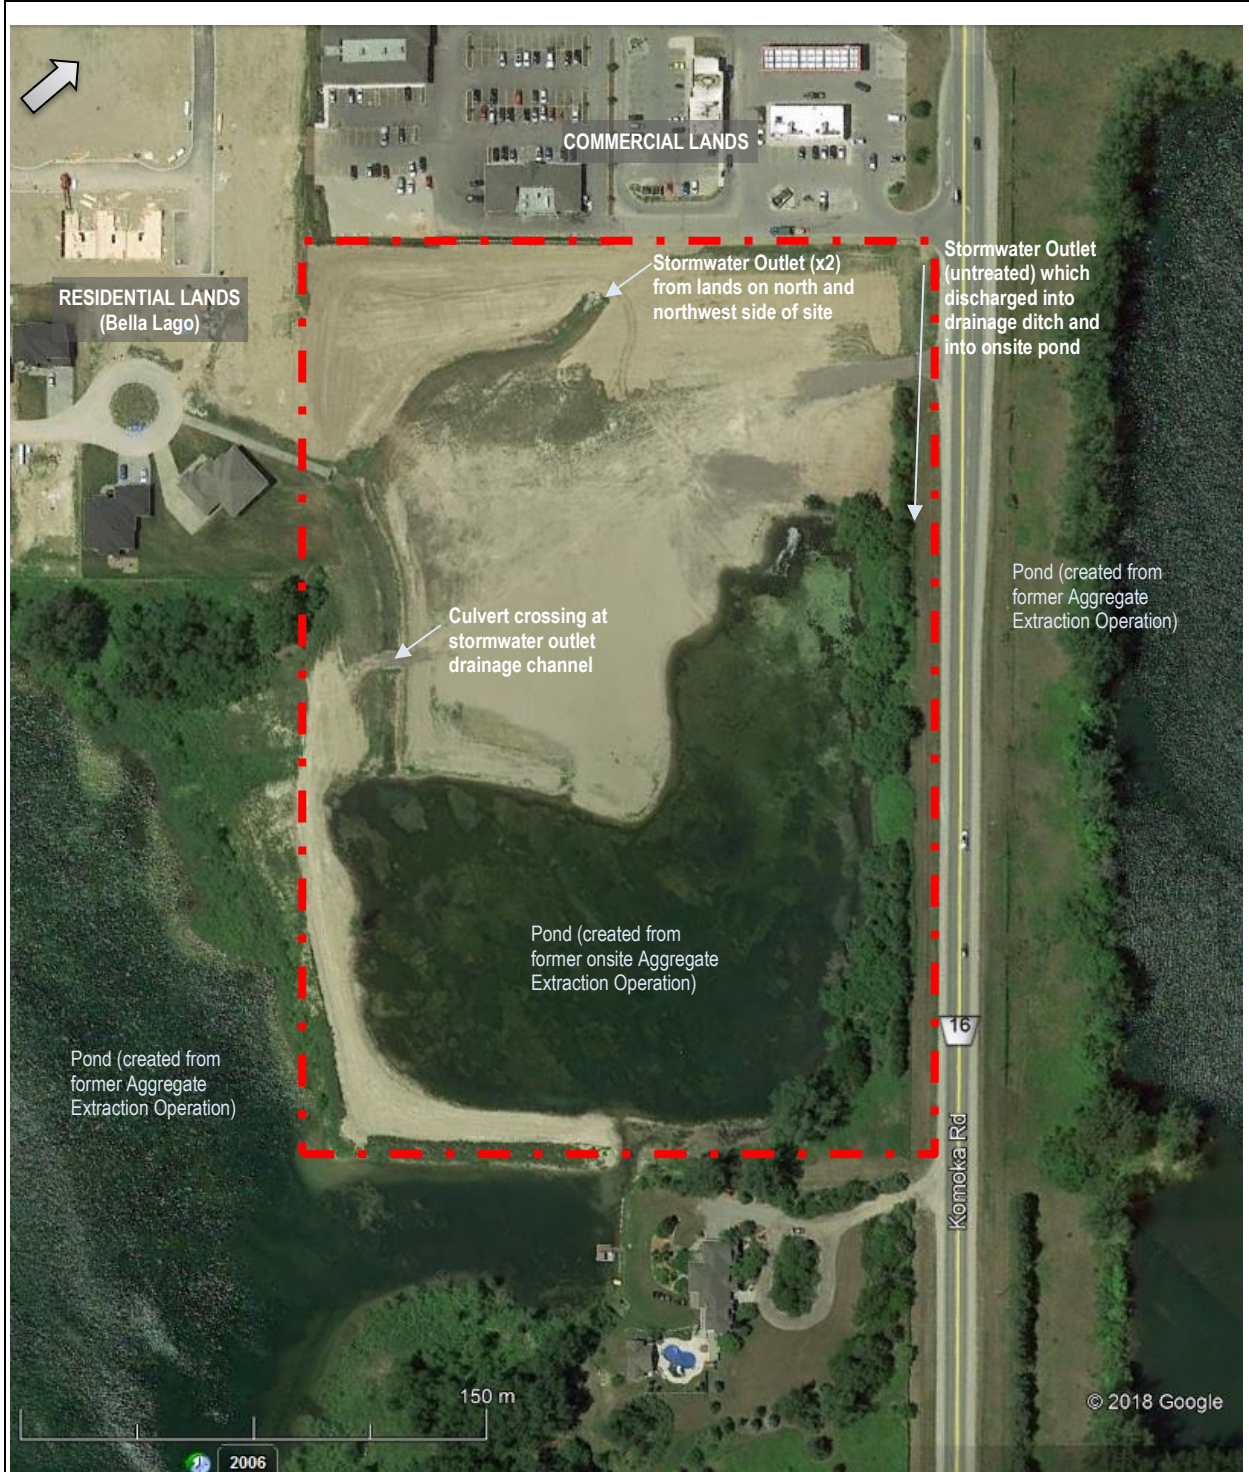 COMMERCIAL LANDS
Stormwater Outlet (x2)
from lands on north and
northwest side of site
Stormwater Outlet
(untreated) which
discharged into
drainage ditch and
into onsite pond
RESIDENTIAL LANDS
(Bella Lago)
Pond (created from
former Aggregate
Extraction Operation)
Culvert crossing at
stormwater outlet
drainage channel
Pond (created from
former onsite Aggregate
Extraction Operation)
16
Pond (created from
former Aggregate
Extraction Operation)
Komoka Rd
150 m
© 2018 Google
2006